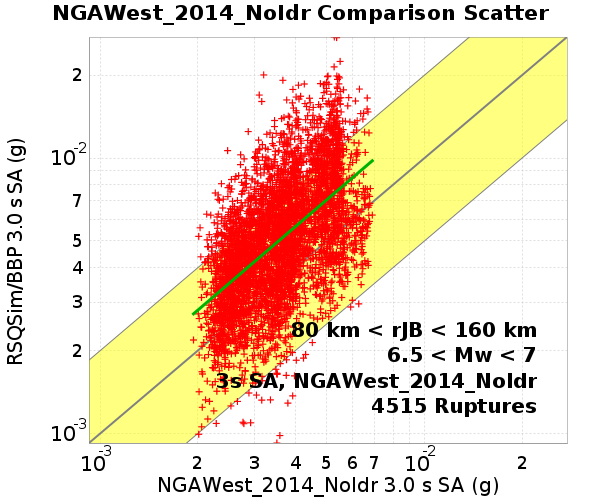 NGAWest_2014_NoIdr Comparison Scatter
RSQSim/BBP 3.0 s SA (g)
2
10-2
7
5
4
3
2
10-3
80 km < rJB < 160 km
6.5 < Mw < 7
3s SA, NGAWest_2014_NoIdr
4515 Ruptures
10-3 2 3 4 5 6 7 10-2 2
NGAWest_2014_NoIdr 3.0 s SA (g)